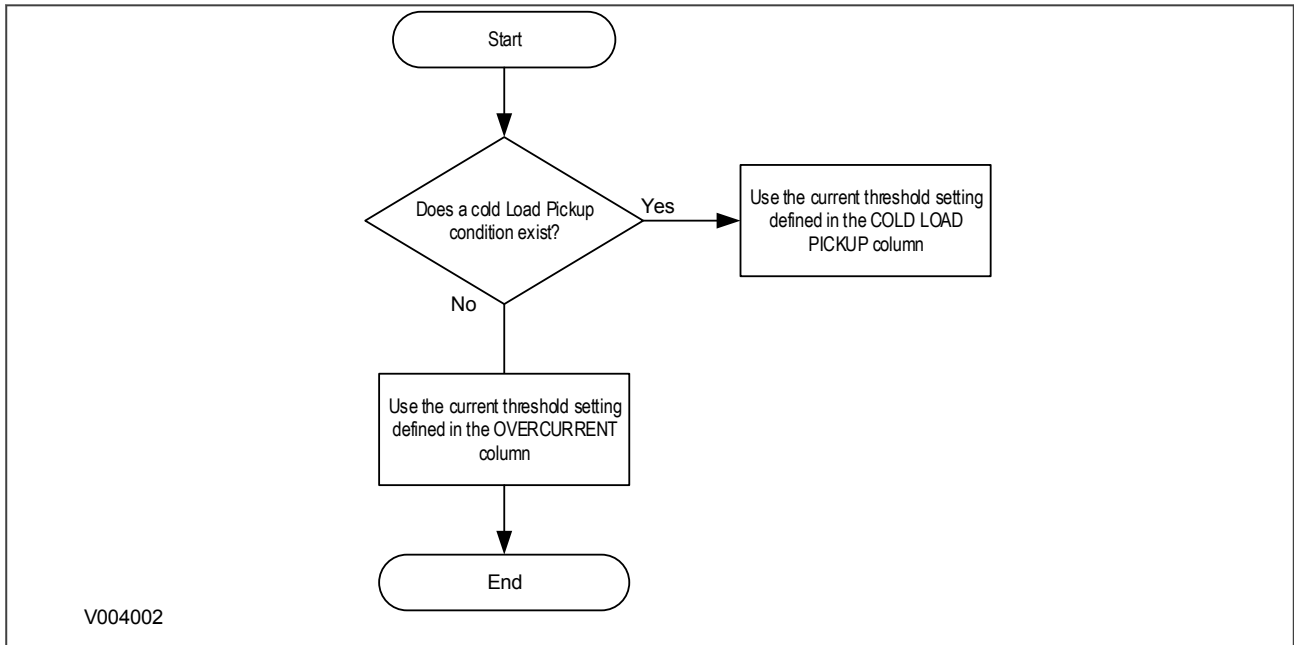 Start
Does a cold Load Pickup
condition exist?
Yes
Use the current threshold setting
defined in the COLD LOAD
PICKUP column
No
Use the current threshold setting
defined in the OVERCURRENT
column
End
V004002